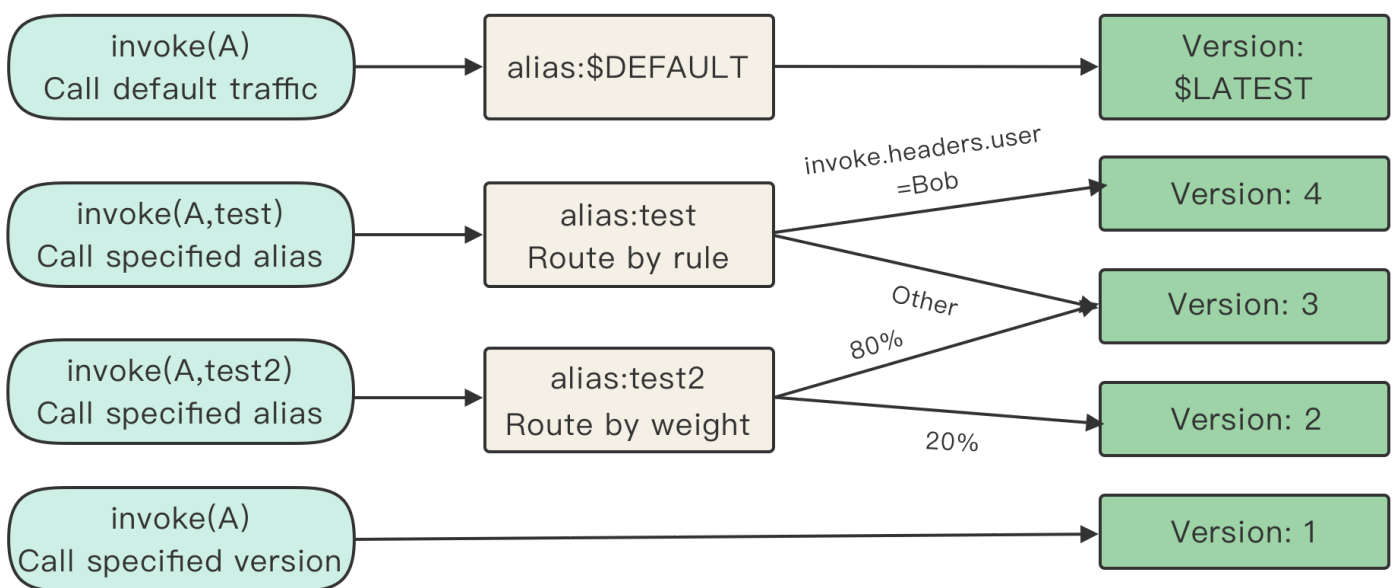 invoke(A)
Call default traffic
alias:$DEFAULT
Version:
$LATEST
invoke.headers.user
=Bob
Version: 4
invoke(A,test)
Call specified alias
alias:test
Route by rule
Other
Version: 3
invoke(A,test2)
Call specified alias
alias:test2
Route by weight
80%
20%
Version: 2
invoke(A)
Call specified version
Version: 1